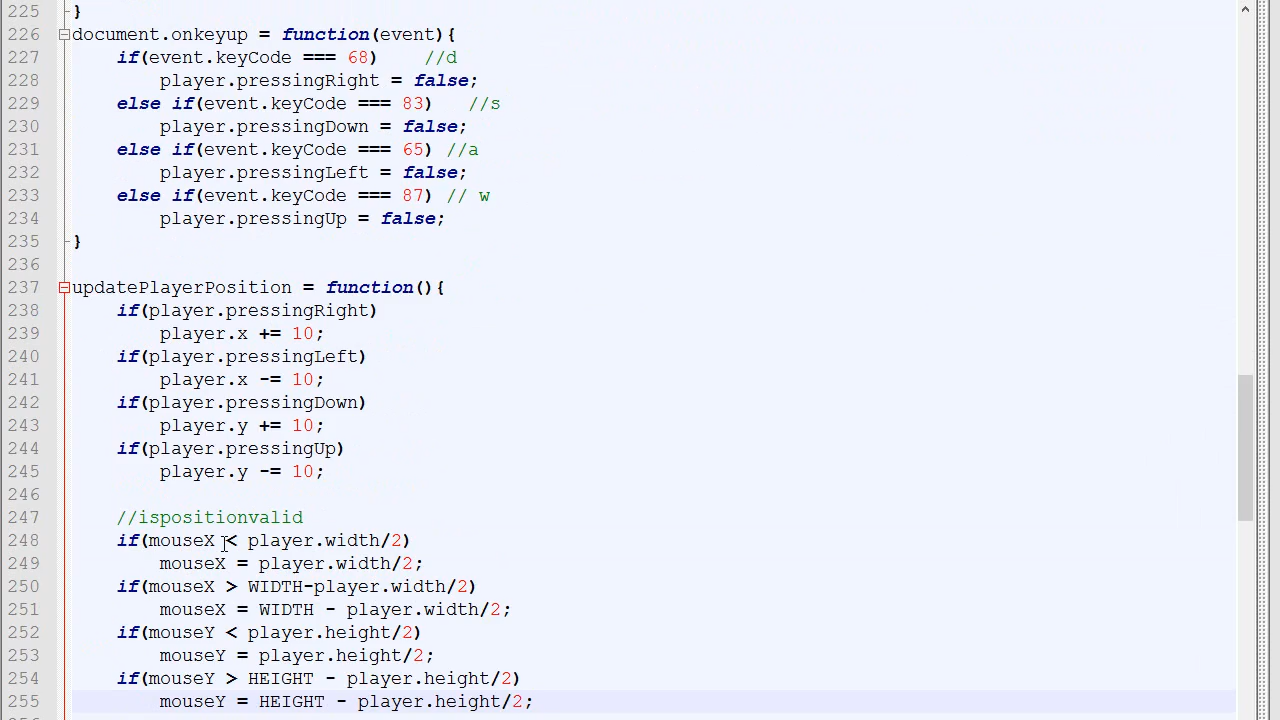 225 }
226 document.onkeyup = function(event){
227 if(event.keyCode === 68) //d
228 player.pressingRight = false;
229 else if(event.keyCode === 83) //s
230 player.pressingDown = false;
231 else if(event.keyCode === 65) //a
232 player.pressingLeft = false;
233 else if(event.keyCode === 87) // w
234 player.pressingUp = false;
235 }
236
237 updatePlayerPosition = function(){
238 if(player.pressingRight)
239 player.x += 10;
240 if(player.pressingLeft)
241 player.x -= 10;
242 if(player.pressingDown)
243 player.y += 10;
244 if(player.pressingUp)
245 player.y -= 10;
246
247 //ispositionvalid
248 if(mouseX < player.width/2)
249 mouseX = player.width/2;
250 if(mouseX > WIDTH-player.width/2)
251 mouseX = WIDTH - player.width/2;
252 if(mouseY < player.height/2)
253 mouseY = player.height/2;
254 if(mouseY > HEIGHT - player.height/2)
255 mouseY = HEIGHT - player.height/2;